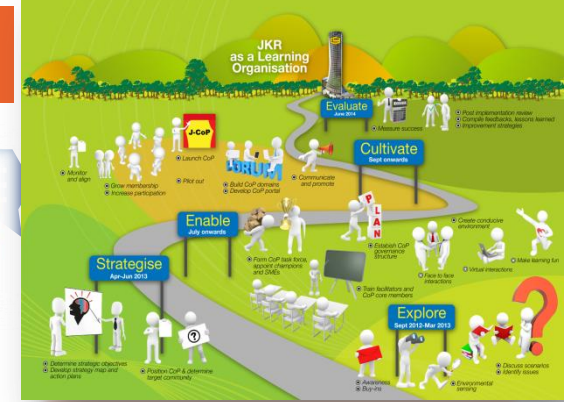 JKR
as a Learning
Organisation
Evaluate
June 2014
Measure success
Post implementation review
Compile feedbacks, lessons learned
Improvement strategies
J-CoP
Launch CoP
Cultivate
Sept onwards
Monitor
and align
Grow membership
Increase participation
Pilot out
FORUM
Build CoP domains
Develop CoP portal
Communicate
and promote
Enable
July onwards
PLAN
Form CoP task force,
appoint champions
and SMEs
Establish CoP
governance
structure
Create conducive
environment
Face to face
interactions
Virtual interactions
Make learning fun
Strategise
Apr-Jun 2013
Train facilitators and
CoP core members
Explore
Sept 2012-Mar 2013
?
Determine strategic objectives
Develop strategy map and
action plans
?
Position CoP & determine
target community
Awareness
Buy-ins
Environmental
sensing
Discuss scenarios
Identify issues